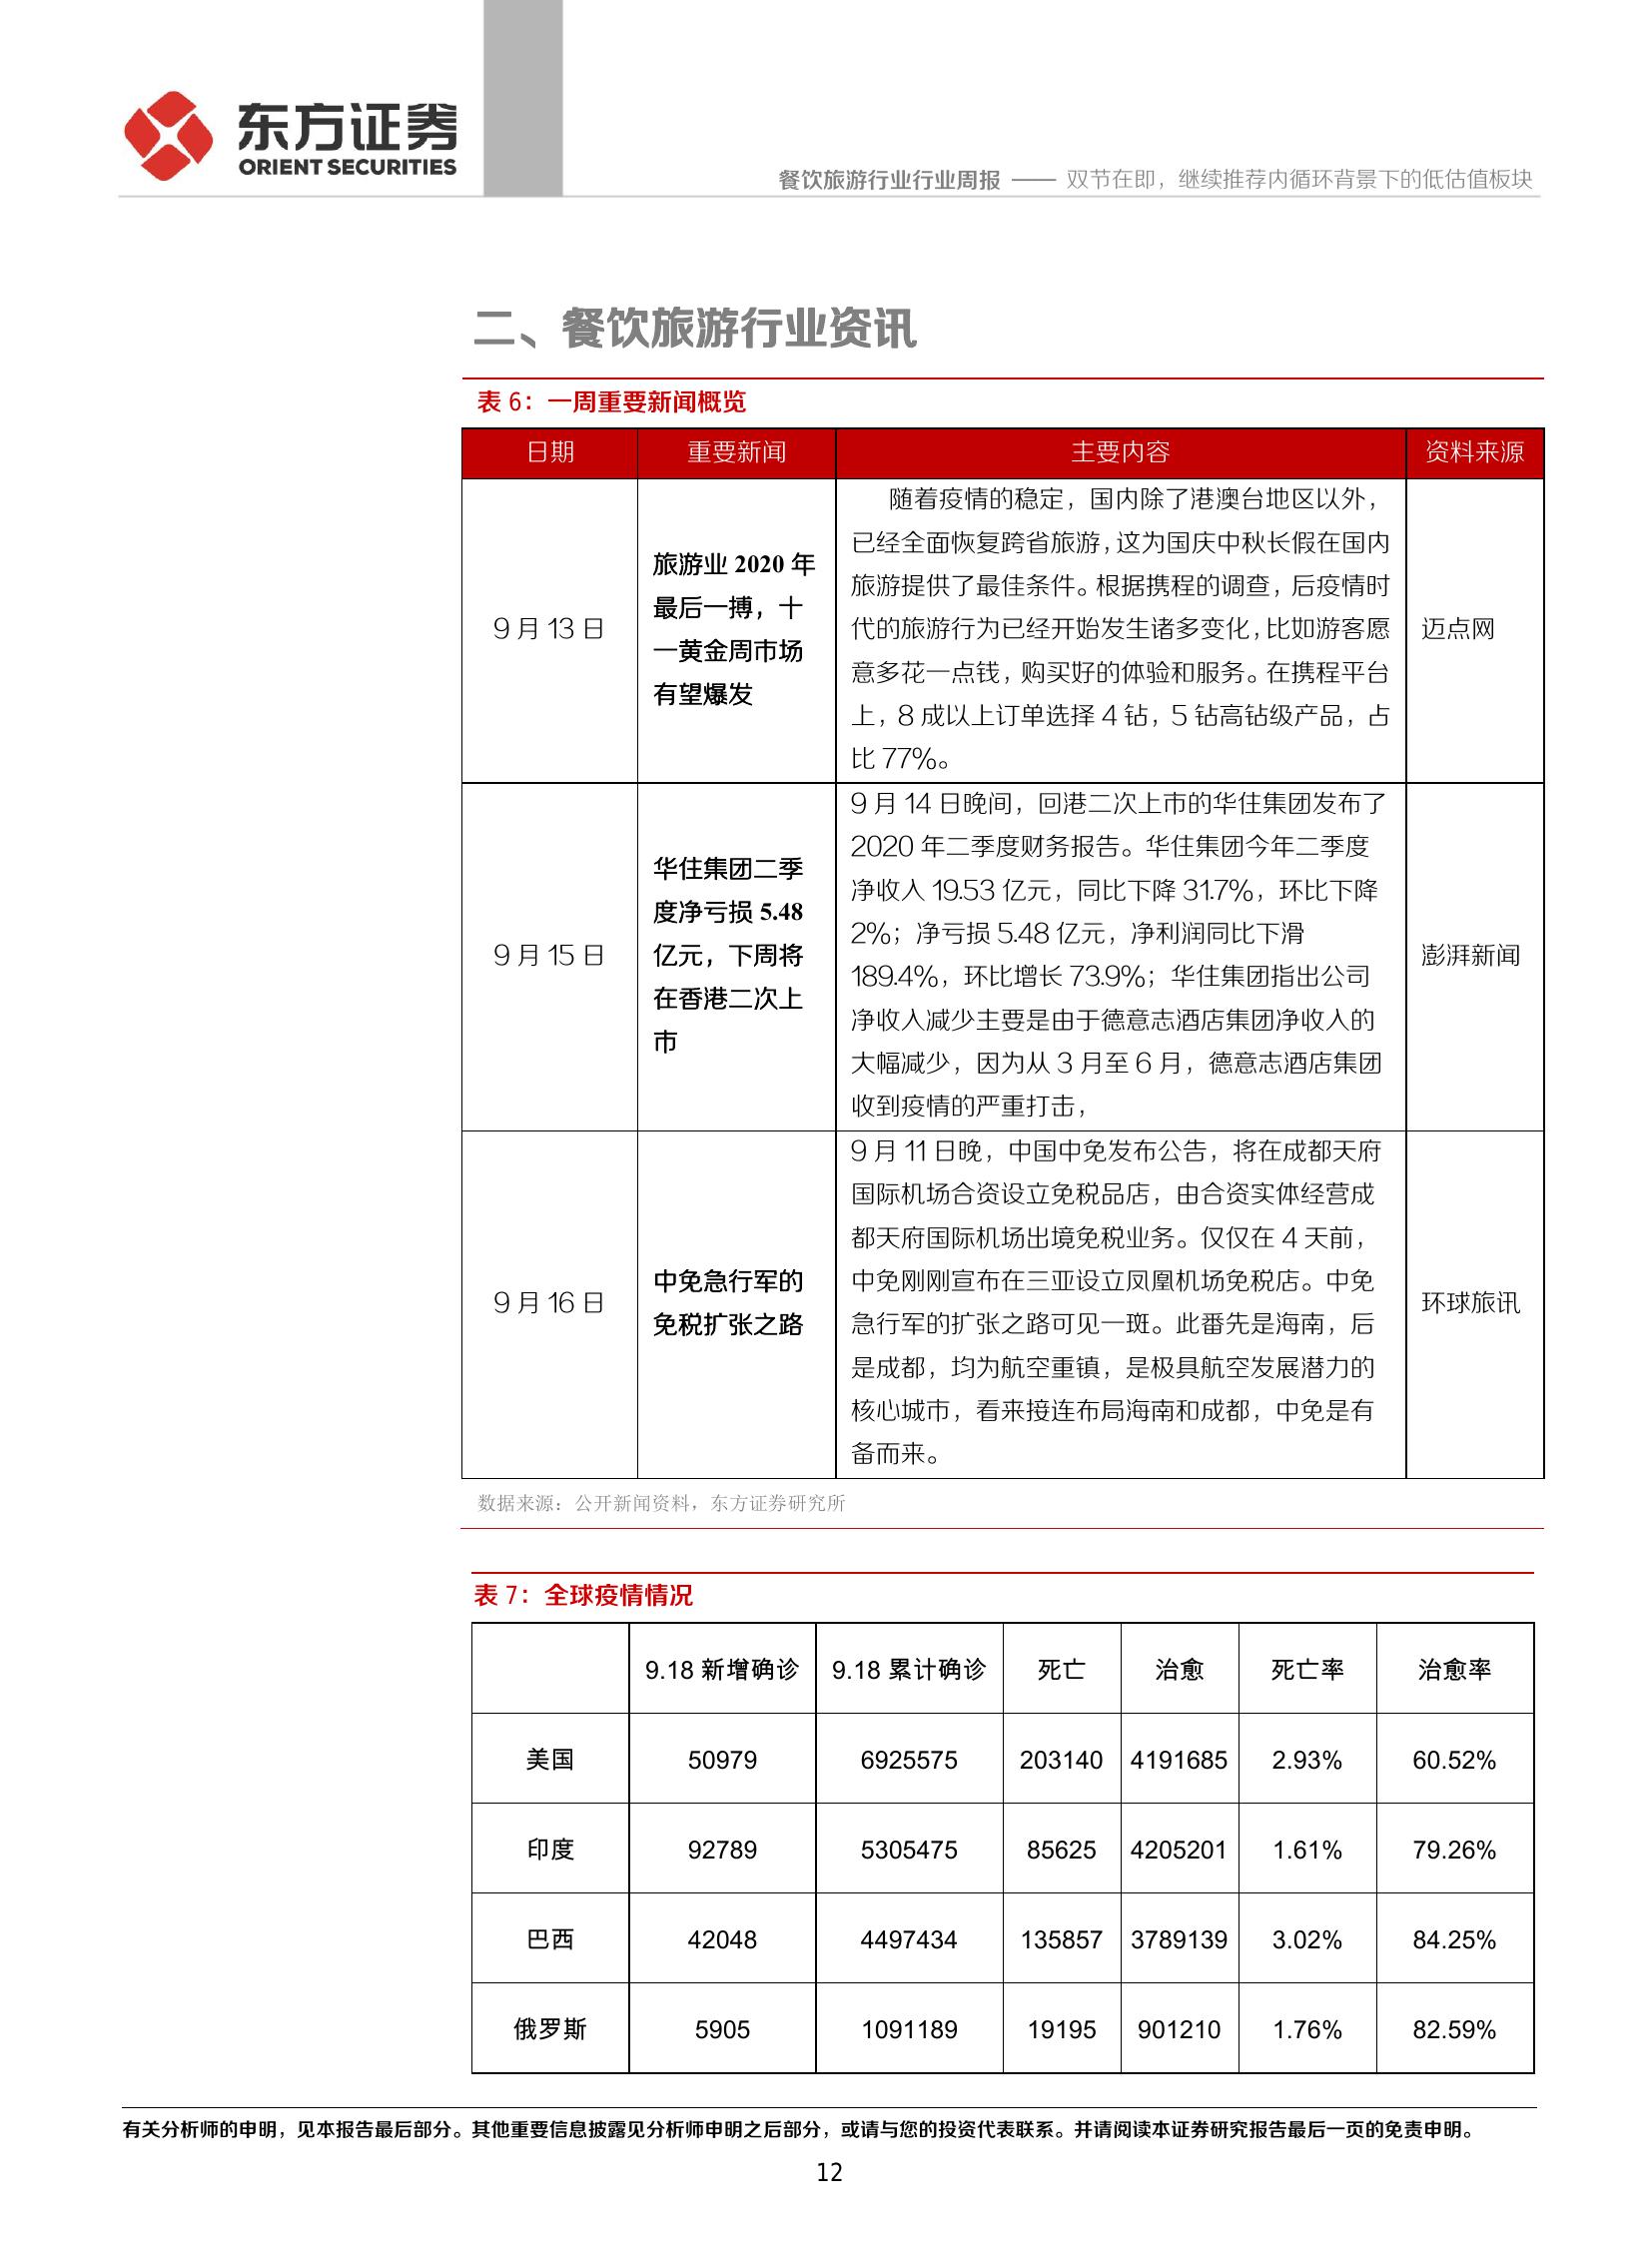 东方证券
ORIENT SECURITIES
餐饮旅游行业行业周报 —— 双节在即，继续推荐内循环背景下的低估值板块
二、餐饮旅游行业资讯
表 6：一周重要新闻概览
日期 重要新闻 主要内容 资料来源
9 月 13 日
旅游业 2020 年
最后一搏，十
一黄金周市场
有望爆发
随着疫情的稳定，国内除了港澳台地区以外，
已经全面恢复跨省旅游，这为国庆中秋长假在国内
旅游提供了最佳条件。根据携程的调查，后疫情时
代的旅游行为已经开始发生诸多变化，比如游客愿
意多花一点钱，购买好的体验和服务。在携程平台
上，8 成以上订单选择 4 钻，5 钻高钻级产品，占
比 77%。
迈点网
9 月 15 日
华住集团二季
度净亏损 5.48
亿元，下周将
在香港二次上
市
9 月 14 日晚间，回港二次上市的华住集团发布了
2020 年二季度财务报告。华住集团今年二季度
净收入 19.53 亿元，同比下降 31.7%，环比下降
2%；净亏损 5.48 亿元，净利润同比下滑
189.4%，环比增长 73.9%；华住集团指出公司
净收入减少主要是由于德意志酒店集团净收入的
大幅减少，因为从 3 月至 6 月，德意志酒店集团
收到疫情的严重打击，
澎湃新闻
9 月 16 日
中免急行军的
免税扩张之路
9 月 11 日晚，中国中免发布公告，将在成都天府
国际机场合资设立免税品店，由合资实体经营成
都天府国际机场出境免税业务。仅仅在 4 天前，
中免刚刚宣布在三亚设立凤凰机场免税店。中免
急行军的扩张之路可见一斑。此番先是海南，后
是成都，均为航空重镇，是极具航空发展潜力的
核心城市，看来接连布局海南和成都，中免是有
备而来。
环球旅讯
数据来源：公开新闻资料，东方证券研究所
表 7：全球疫情情况
9.18 新增确诊 9.18 累计确诊 死亡 治愈 死亡率 治愈率
美国 50979 6925575 203140 4191685 2.93% 60.52%
印度 92789 5305475 85625 4205201 1.61% 79.26%
巴西 42048 4497434 135857 3789139 3.02% 84.25%
俄罗斯 5905 1091189 19195 901210 1.76% 82.59%
有关分析师的申明，见本报告最后部分。其他重要信息披露见分析师申明之后部分，或请与您的投资代表联系。并请阅读本证券研究报告最后一页的免责申明。
12